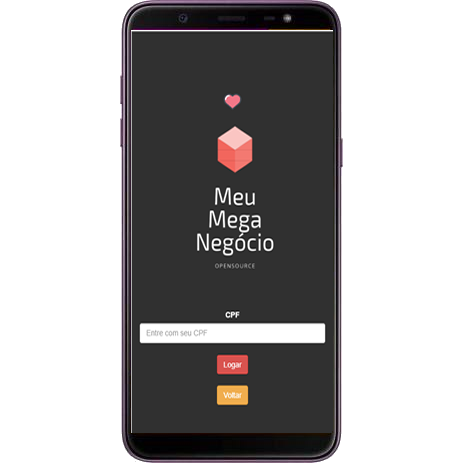 Meu
Mega
Negócio
OPENSOURCE
CPF
Entre com seu CPF
Logar
Voltar